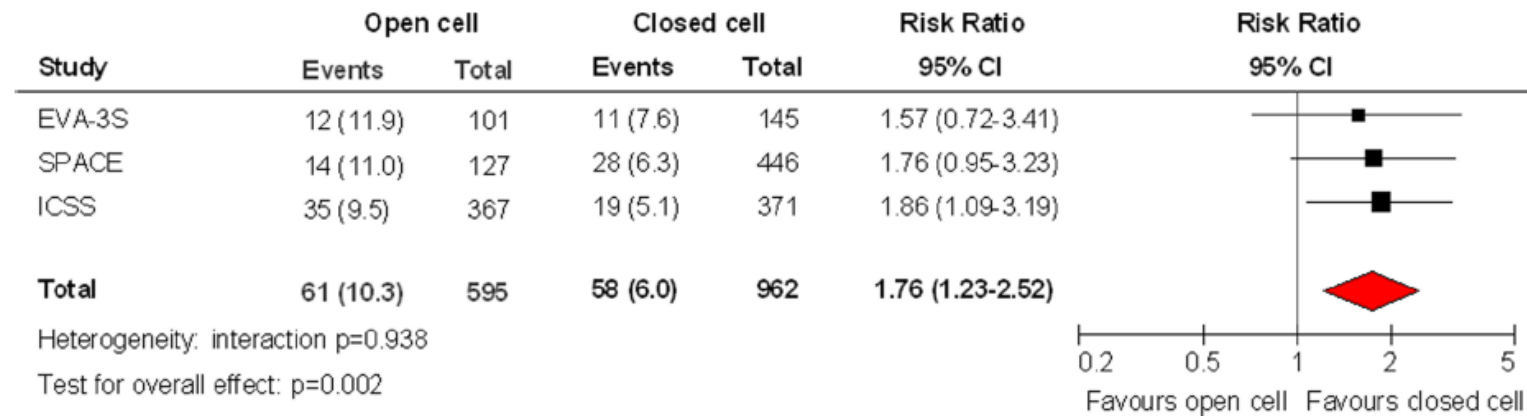 Open cell Closed cell Risk Ratio Risk Ratio
Study Events Total Events Total 95% CI 95% CI
EVA-3S 12 (11.9) 101 11 (7.6) 145 1.57 (0.72-3.41)
SPACE 14 (11.0) 127 28 (6.3) 446 1.76 (0.95-3.23)
ICSS 35 (9.5) 367 19 (5.1) 371 1.86 (1.09-3.19)
Total 61 (10.3) 595 58 (6.0) 962 1.76 (1.23-2.52)
Heterogeneity: interaction p=0.938
Test for overall effect: p=0.002
0.2 0.5 1 2 5
Favours open cell Favours closed cell